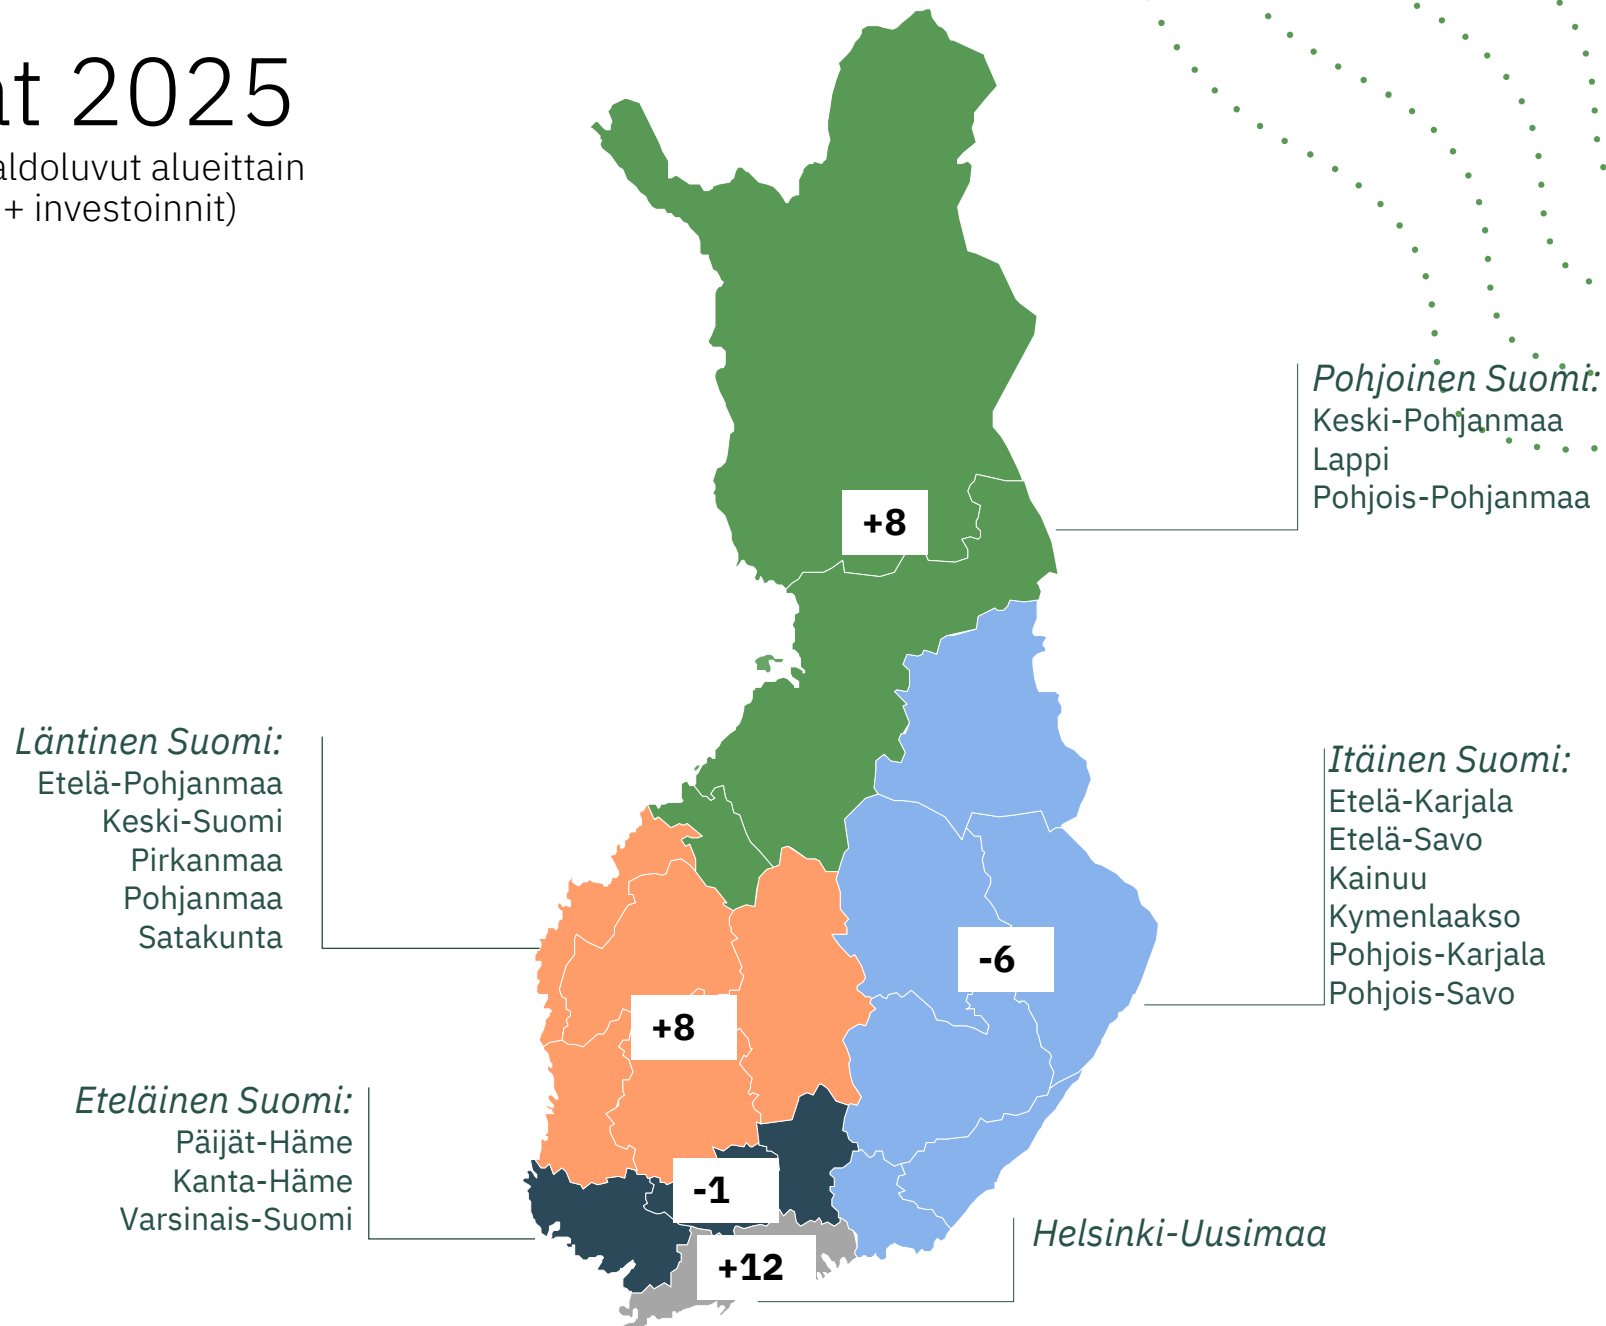 2025
alueittain
+ investoinnit)
Pohjoinen Suomi:
Keski-Pohjanmaa
Lappi
Pohjois-Pohjanmaa
+8
Läntinen Suomi:
Etelä-Pohjanmaa
Keski-Suomi
Pirkanmaa
Pohjanmaa
Satakunta
Itäinen Suomi:
Etelä-Karjala
Etelä-Savo
Kainuu
Kymenlaakso
Pohjois-Karjala
Pohjois-Savo
-6
+8
Eteläinen Suomi:
Päijät-Häme
Kanta-Häme
Varsinais-Suomi
-1
Helsinki-Uusimaa
+12